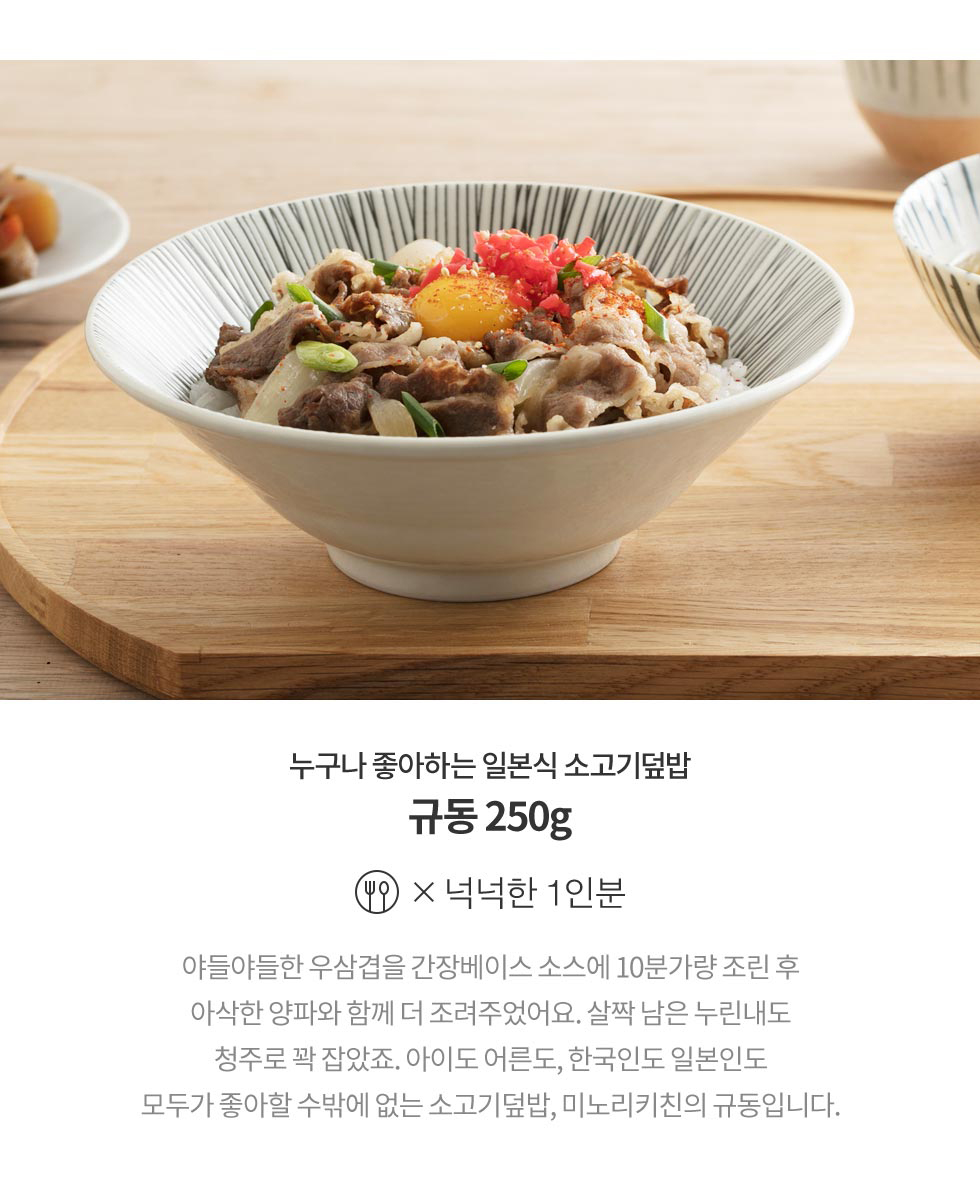 누구나 좋아하는 일본식 소고기덮밥
규동 250g
× 넉넉한 1인분
야들야들한 우삼겹을 간장베이스 소스에 10분가량 조린 후
아삭한 양파와 함께 더 조려주었어요. 살짝 남은 누린내도
청주로 꽉 잡았죠. 아이도 어른도, 한국인도 일본인도
모두가 좋아할 수밖에 없는 소고기덮밥, 미노리키친의 규동입니다.